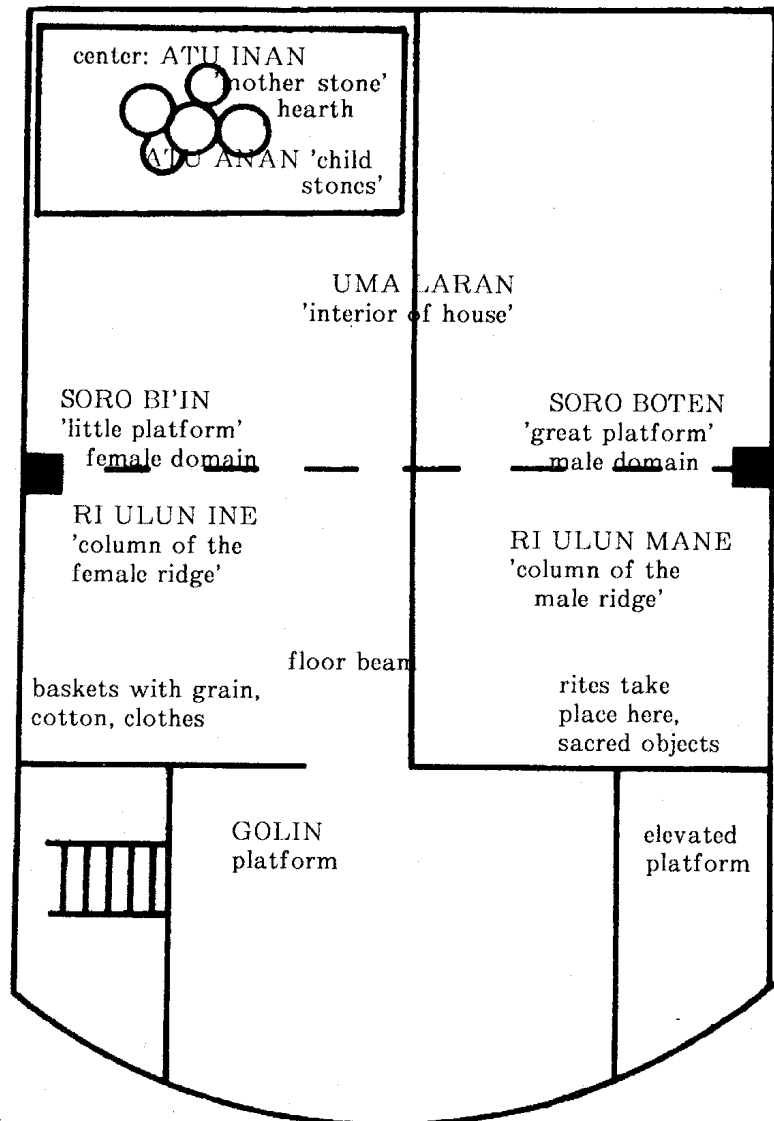 center: ATU INAN
'mother stone'
hearth
ATU ANAN 'child
stones'
UMA LARAN
'interior of house'
SORO BI'IN
'little platform'
female domain
SORO BOTEN
'great platform'
male domain
RI ULUN INE
'column of the
female ridge'
RI ULUN MANE
'column of the
male ridge'
floor beam
baskets with grain,
cotton, clothes
rites take
place here,
sacred objects
GOLIN
platform
elevated
platform